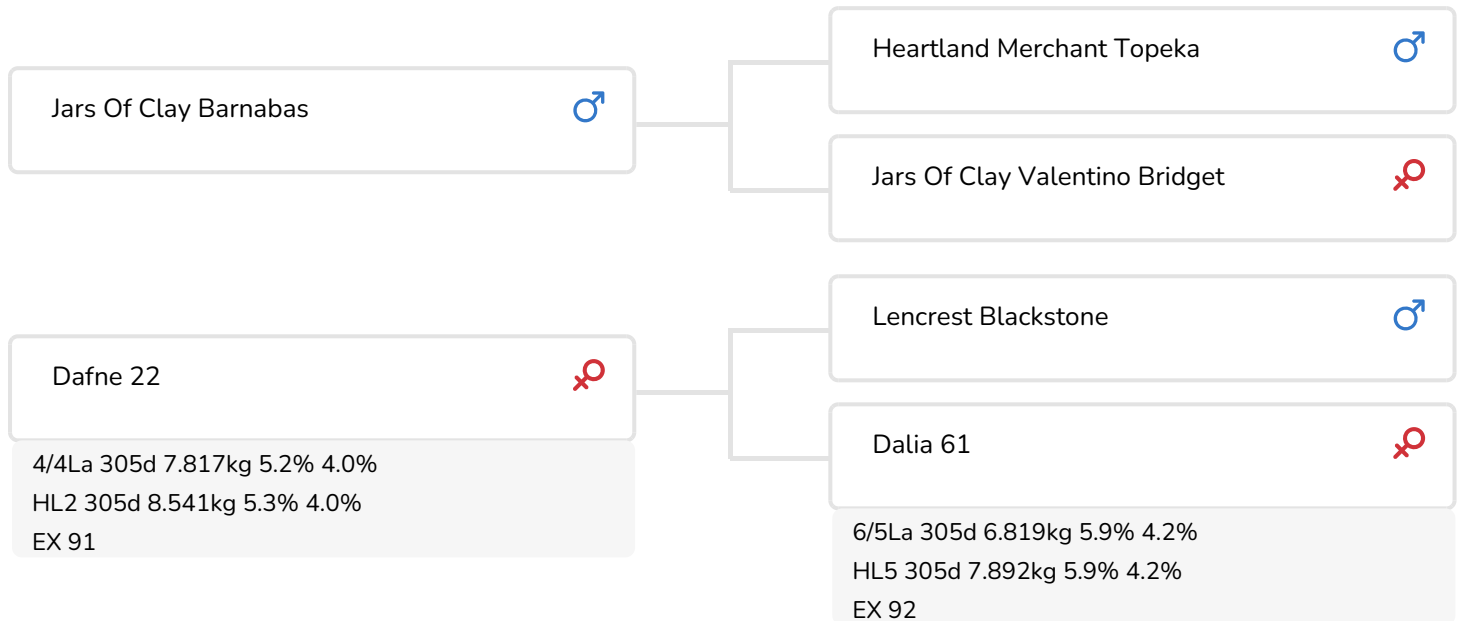 Jars Of Clay Barnabas
Heartland Merchant Topeka
Jars Of Clay Valentino Bridget
Dafne 22
4/4La 305d 7.817kg 5.2% 4.0%
HL2 305d 8.541kg 5.3% 4.0%
EX 91
Lencrest Blackstone
Dalia 61
6/5La 305d 6.819kg 5.9% 4.2%
HL5 305d 7.892kg 5.9% 4.2%
EX 92